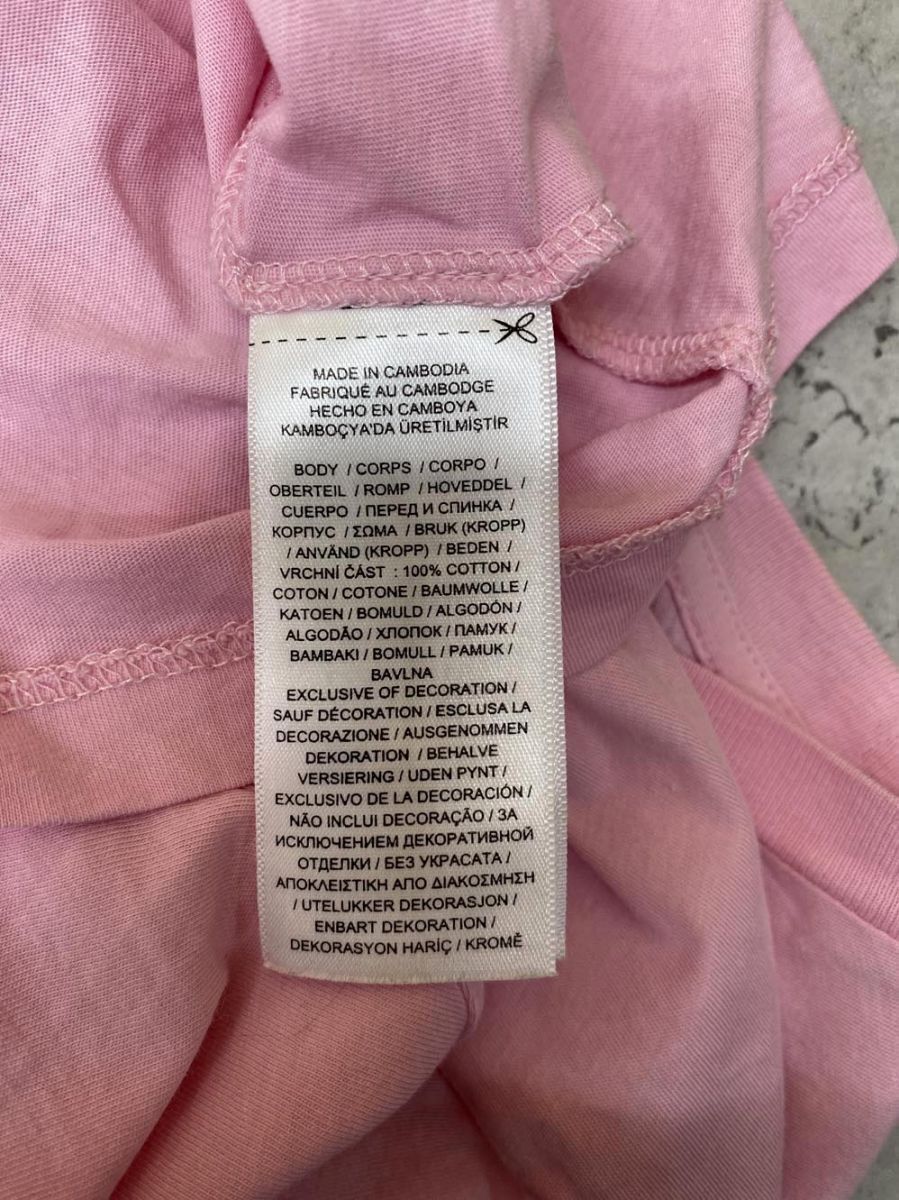 MADE IN CAMBODIA
FABRIQUÉ AU CAMBODGE
HECHO EN CAMBOYA
KAMBOÇYA'DA ÜRETİLMİŞTİR
BODY / CORPS / CORPO /
OBERTEIL / ROMP / HOVEDDEL /
CUERPO / ПЕРЕД И СПИНКА /
КОРПУС / ΣΩΜΑ / BRUK (KROPP)
/ ANVÄND (KROPP) / BEDEN /
VRCHNÍ ČÁST : 100% COTTON /
COTON / COTONE / BAUMWOLLE /
KATOEN / BOMULD / ALGODÓN /
ALGODÃO / ХЛОПОК / ПАМУК /
BAMBAKI / BOMULL / PAMUK /
BAVLNA
EXCLUSIVE OF DECORATION /
SAUF DÉCORATION / ESCLUSA LA
DECORAZIONE / AUSGENOMMEN
DEKORATION / BEHALVE
VERSIERING / UDEN PYNT /
EXCLUSIVO DE LA DECORACIÓN /
NÃO INCLUI DECORAÇÃO / ЗА
ИСКЛЮЧЕНИЕМ ДЕКОРАТИВНОЙ
ОТДЕЛКИ / БЕЗ УКРАСАТА /
ΑΠΟΚΛΕΙΣΤΙΚΗ ΑΠΟ ΔΙΑΚΟΣΜΗΣΗ
/ UTELUKKER DEKORASJON /
ENBART DEKORATION /
DEKORASYON HARİÇ / KROMĚ